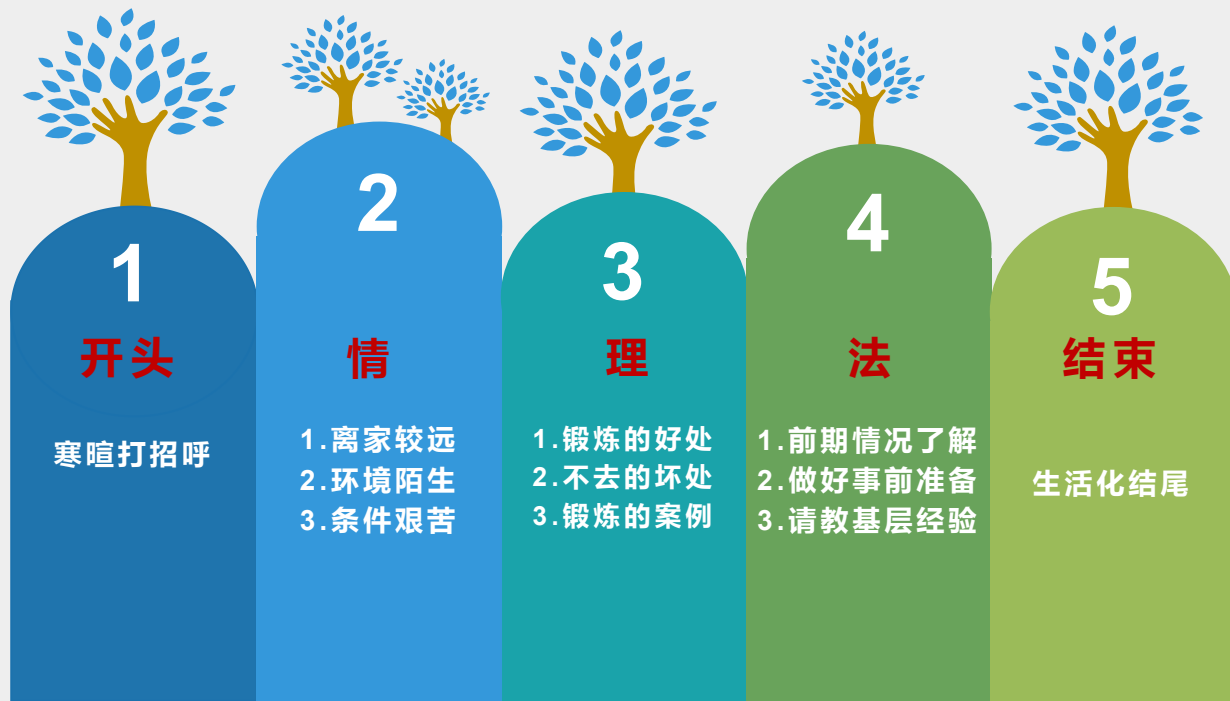 1
开头
寒暄打招呼
2
情
1.离家较远
2.环境陌生
3.条件艰苦
3
理
1.锻炼的好处
2.不去的坏处
3.锻炼的案例
4
法
1.前期情况了解
2.做好事前准备
3.请教基层经验
5
结束
生活化结尾